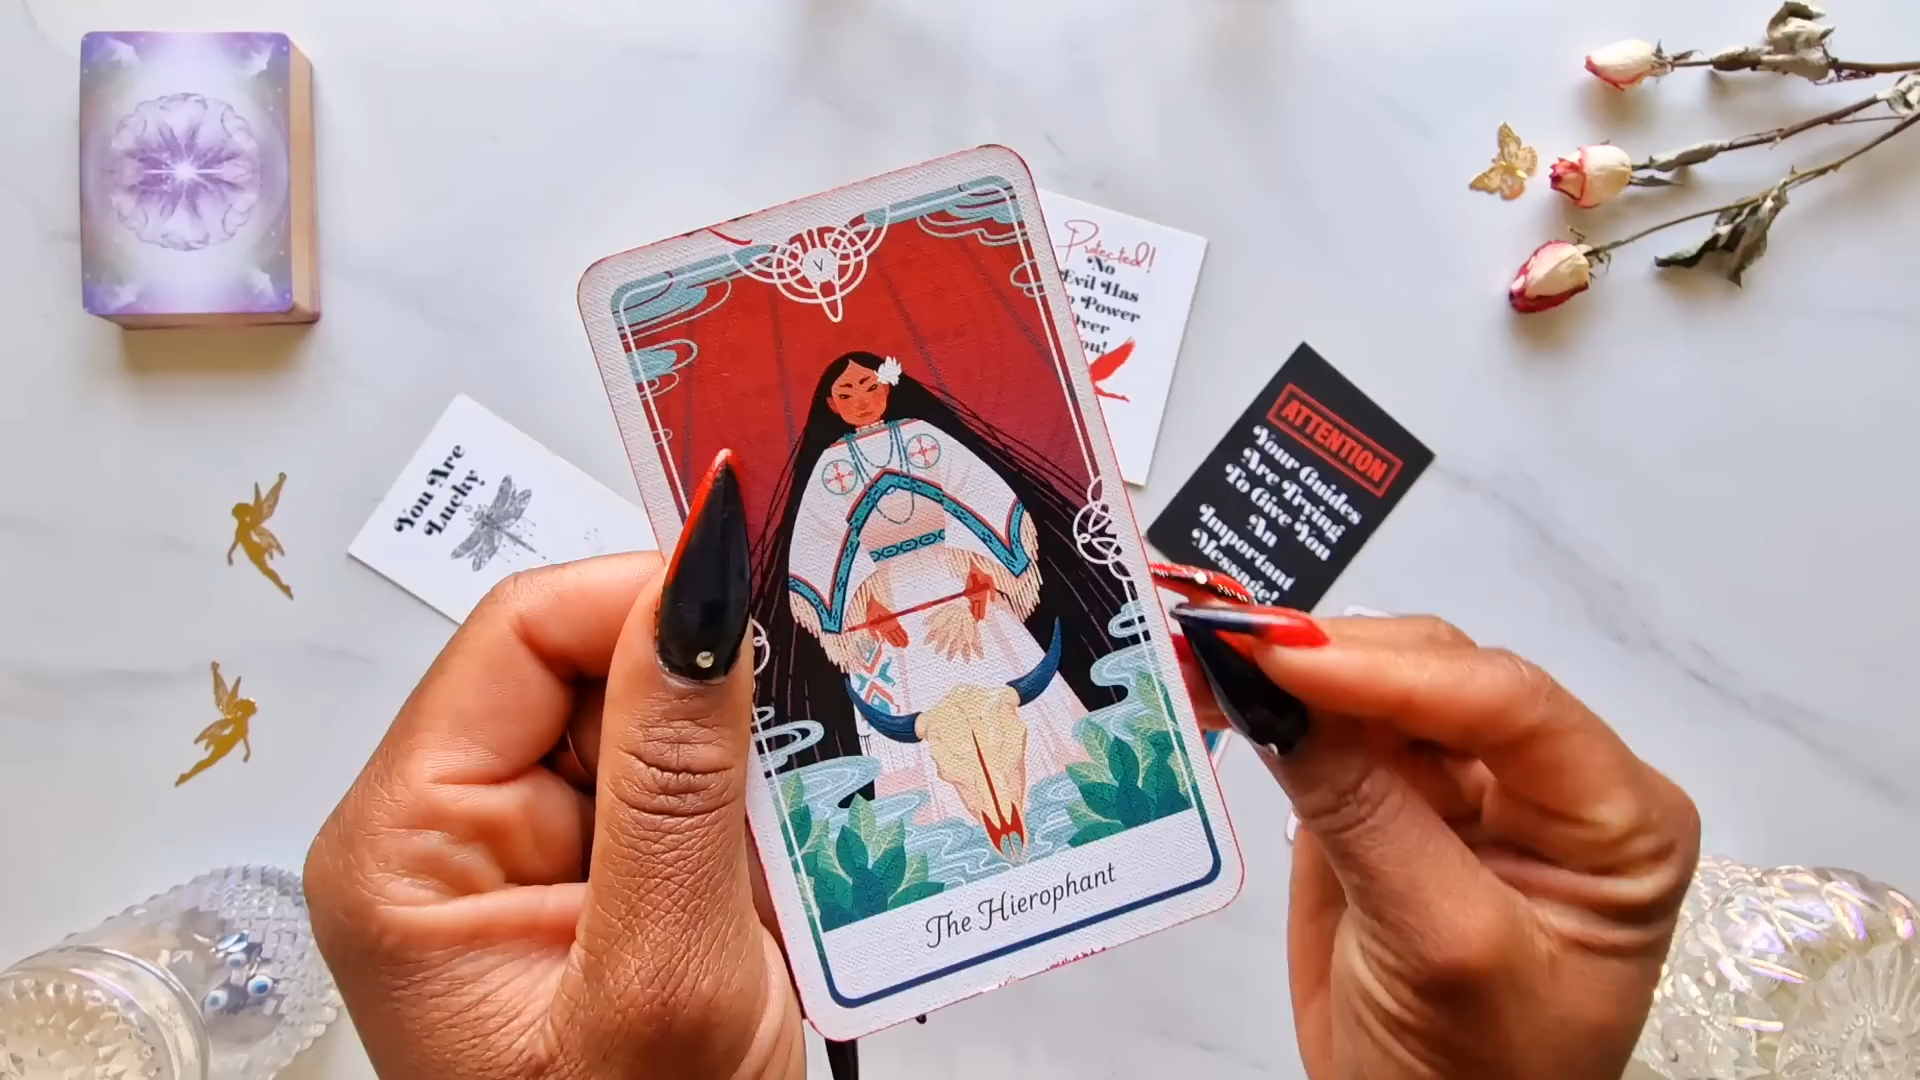 V
The Hierophant
You Are
Lucky
Protected!
No
Evil Has
Power
Over
You!
ATTENTION
Your Guides
Are Trying
To Give You
An
Important
Message!